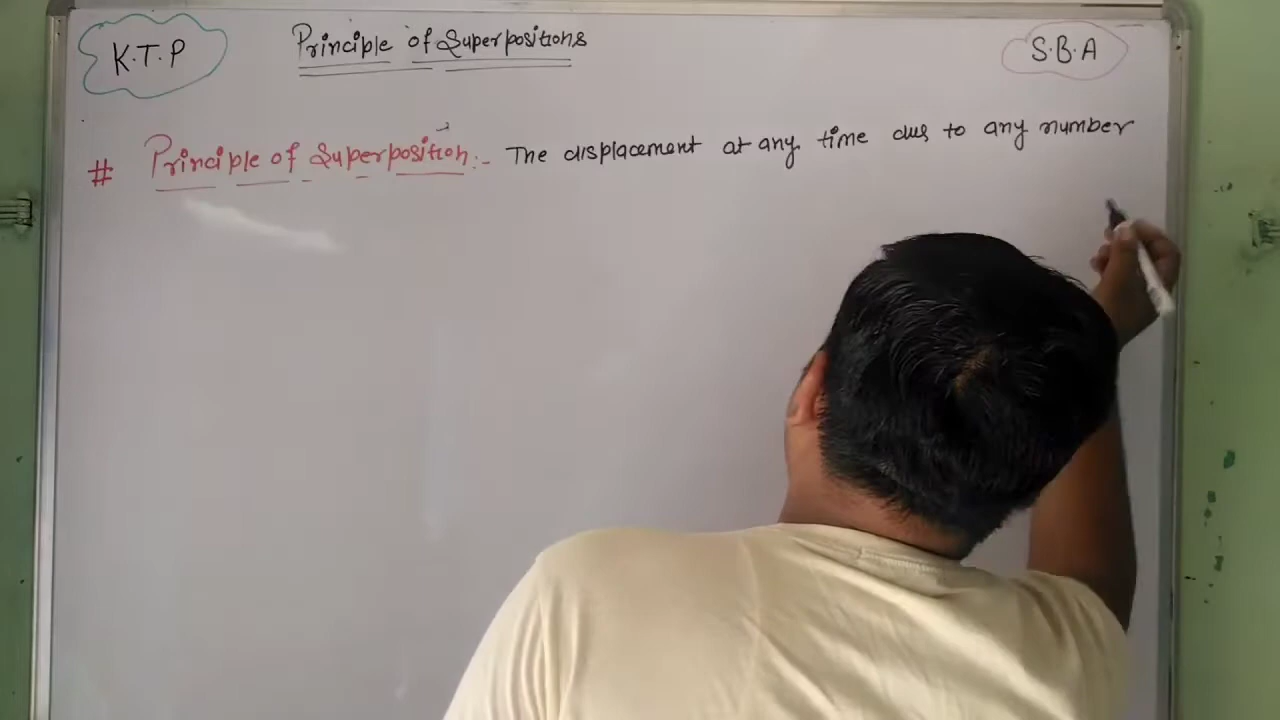 K.T.P
Principle of Superpositions
S.B.A
# Principle of Superposition:- The displacement at any time due to any number